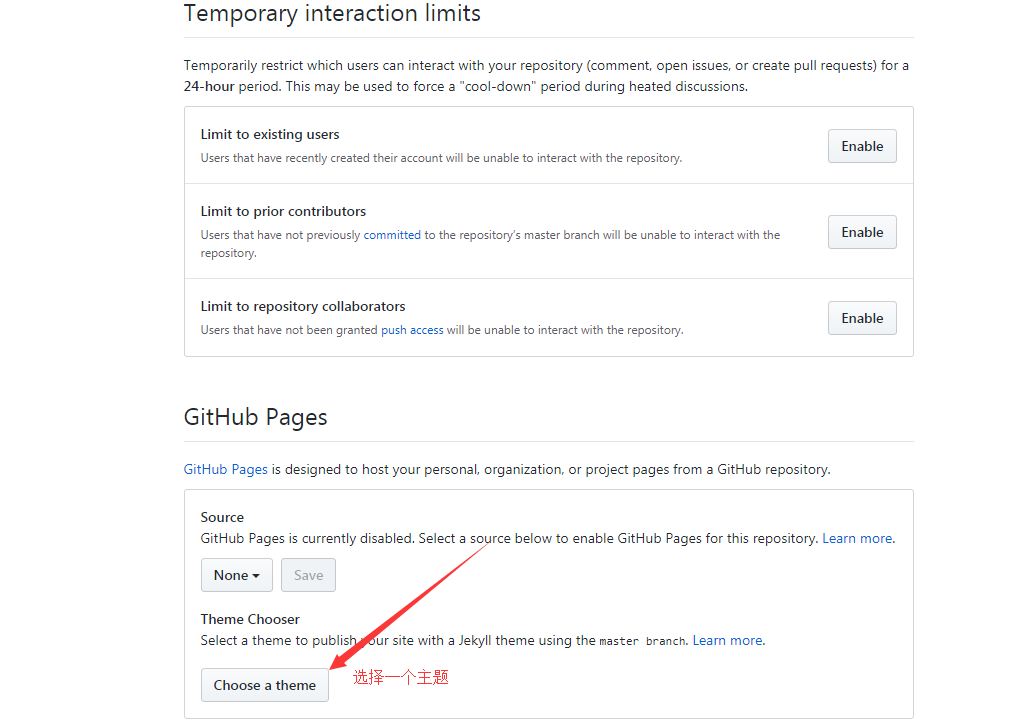 Temporary interaction limits
Temporarily restrict which users can interact with your repository (comment, open issues, or create pull requests) for a
24-hour period. This may be used to force a "cool-down" period during heated discussions.
Limit to existing users
Users that have recently created their account will be unable to interact with the repository.
Enable
Limit to prior contributors
Users that have not previously committed to the repository's master branch will be unable to interact with the
repository.
Enable
Limit to repository collaborators
Users that have not been granted push access will be unable to interact with the repository.
Enable
GitHub Pages
GitHub Pages is designed to host your personal, organization, or project pages from a GitHub repository.
Source
GitHub Pages is currently disabled. Select a source below to enable GitHub Pages for this repository. Learn more.
None Save
Theme Chooser
Select a theme to publish your site with a Jekyll theme using the master branch. Learn more.
Choose a theme 选择一个主题